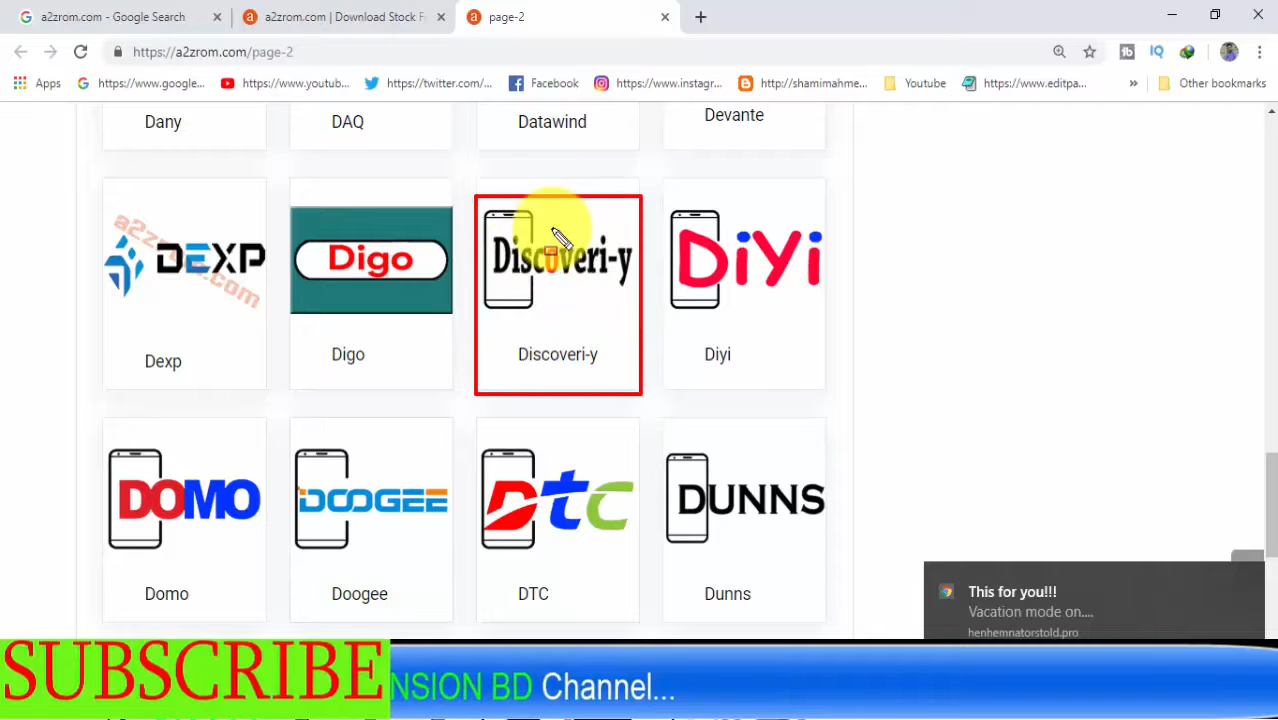 a2zrom.com - Google Search
a2zrom.com | Download Stock F
page-2
https://a2zrom.com/page-2
Apps
https://www.google...
https://www.youtub...
https://twitter.com/...
Facebook
https://www.instagr...
http://shamimahme...
Youtube
https://www.editpa...
»
Other bookmarks
Dany
DAQ
Datawind
Devante
a2zrom.com
DEXP
Digo
Discoveri-y
DiYi
Dexp
Digo
Discoveri-y
Diyi
DOMO
DOOGEE
Dtc
DUNNS
Domo
Doogee
DTC
Dunns
This for you!!!
Vacation mode on....
henhemnatorstold.pro
SUBSCRIBE
NSION BD Channel...